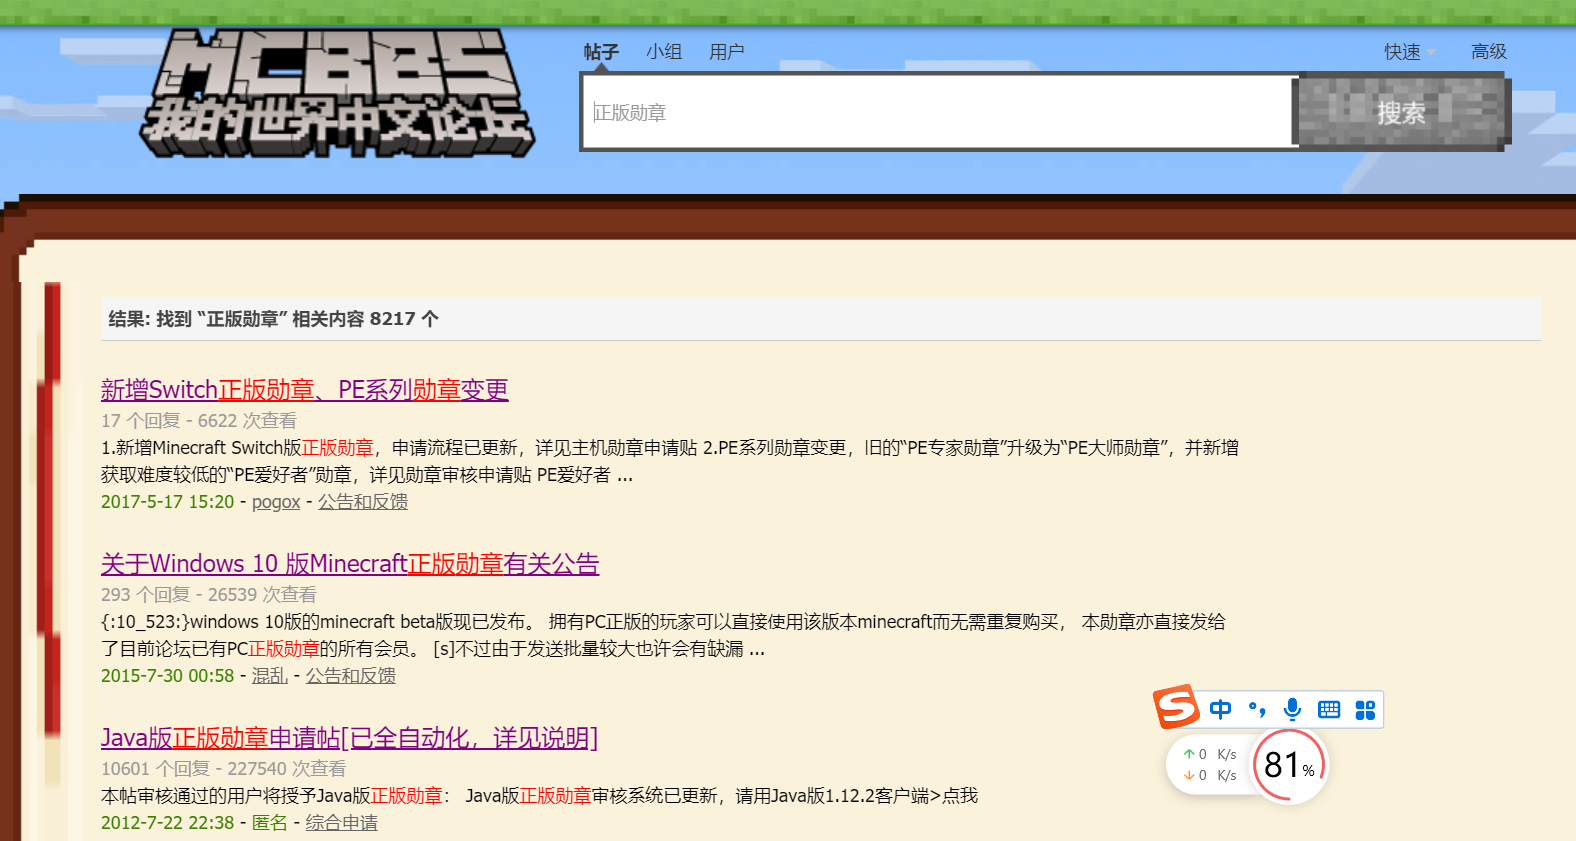 MCBBS
我的世界中文论坛
帖子 小组 用户 快速 高级
正版勋章 搜索
结果: 找到 “正版勋章” 相关内容 8217 个
新增Switch正版勋章、PE系列勋章变更
17 个回复 - 6622 次查看
1.新增Minecraft Switch版正版勋章，申请流程已更新，详见主机勋章申请贴 2.PE系列勋章变更，旧的“PE专家勋章”升级为“PE大师勋章”，并新增
获取难度较低的“PE爱好者”勋章，详见勋章审核申请贴 PE爱好者 ...
2017-5-17 15:20 - pogox - 公告和反馈
关于Windows 10 版Minecraft正版勋章有关公告
293 个回复 - 26539 次查看
{:10_523:}windows 10版的minecraft beta版现已发布。 拥有PC正版的玩家可以直接使用该版本minecraft而无需重复购买， 本勋章亦直接发给
了目前论坛已有PC正版勋章的所有会员。 [s]不过由于发送批量较大也许会有缺漏 ...
2015-7-30 00:58 - 混乱 - 公告和反馈
Java版正版勋章申请帖[已全自动化，详见说明]
10601 个回复 - 227540 次查看
本帖审核通过的用户将授予Java版正版勋章： Java版正版勋章审核系统已更新，请用Java版1.12.2客户端>点我
2012-7-22 22:38 - 匿名 - 综合申请
S 中
↑ 0 K/s
↓ 0 K/s
81%